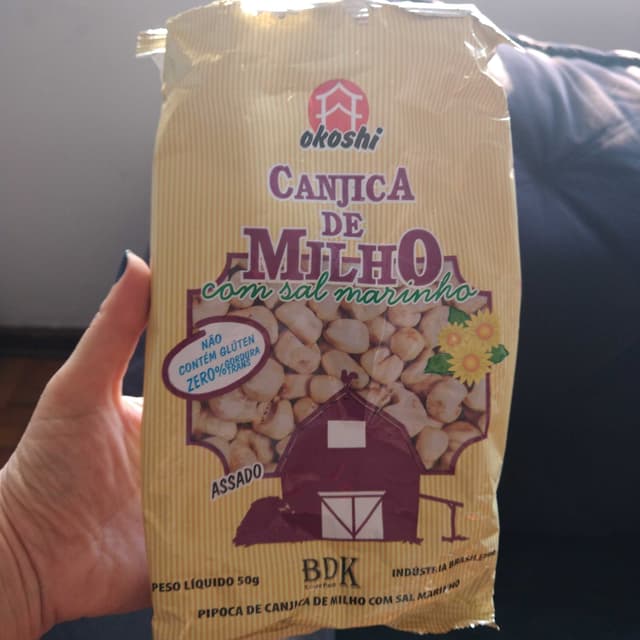 okoshi
CANJICA
DE
MILHO
com sal marinho
NÃO
CONTÉM GLÚTEN
ZERO% GORDURA
TRANS
ASSADO
BDK
PESO LÍQUIDO 50g
INDÚSTRIA BRASILEIRA
PIPOCA DE CANJICA DE MILHO COM SAL MARINHO